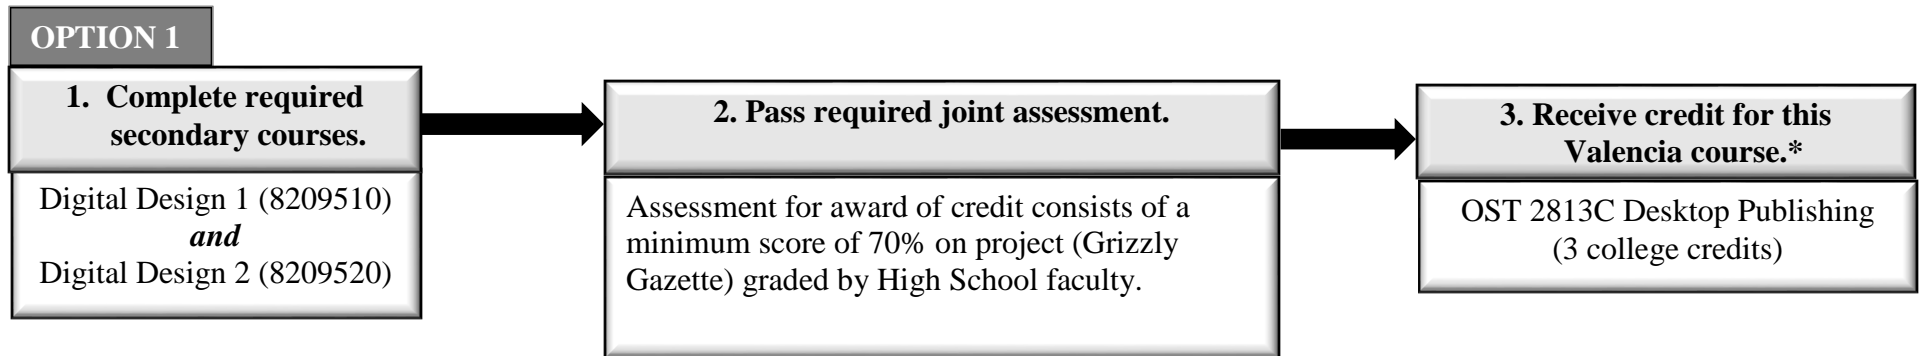 OPTION 1
1. Complete required
secondary courses.
Digital Design 1 (8209510)
and
Digital Design 2 (8209520)
2. Pass required joint assessment.
Assessment for award of credit consists of a
minimum score of 70% on project (Grizzly
Gazette) graded by High School faculty.
3. Receive credit for this
Valencia course.*
OST 2813C Desktop Publishing
(3 college credits)